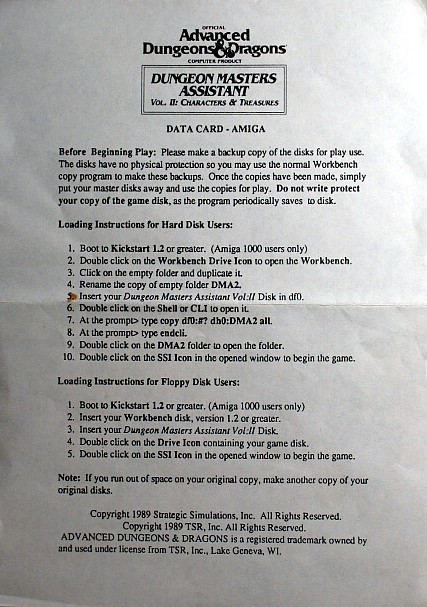 OFFICIAL
Advanced
Dungeons & Dragons
COMPUTER PRODUCT
DUNGEON MASTERS
ASSISTANT
VOL. II: CHARACTERS & TREASURES
DATA CARD - AMIGA
Before Beginning Play: Please make a backup copy of the disks for play use.
The disks have no physical protection so you may use the normal Workbench
copy program to make these backups. Once the copies have been made, simply
put your master disks away and use the copies for play. Do not write protect
your copy of the game disk, as the program periodically saves to disk.
Loading Instructions for Hard Disk Users:
1. Boot to Kickstart 1.2 or greater. (Amiga 1000 users only)
2. Double click on the Workbench Drive Icon to open the Workbench.
3. Click on the empty folder and duplicate it.
4. Rename the copy of empty folder DMA2.
5. Insert your Dungeon Masters Assistant Vol:II Disk in df0.
6. Double click on the Shell or CLI to open it.
7. At the prompt> type copy df0:#? dh0:DMA2 all.
8. At the prompt> type endcli.
9. Double click on the DMA2 folder to open the folder.
10. Double click on the SSI Icon in the opened window to begin the game.
Loading Instructions for Floppy Disk Users:
1. Boot to Kickstart 1.2 or greater. (Amiga 1000 users only)
2. Insert your Workbench disk, version 1.2 or greater.
3. Insert your Dungeon Masters Assistant Vol:II Disk.
4. Double click on the Drive Icon containing your game disk.
5. Double click on the SSI Icon in the opened window to begin the game.
Note: If you run out of space on your original copy, make another copy of your
original disks.
Copyright 1989 Strategic Simulations, Inc. All Rights Reserved.
Copyright 1989 TSR, Inc. All Rights Reserved.
ADVANCED DUNGEONS & DRAGONS is a registered trademark owned by
and used under license from TSR, Inc., Lake Geneva, WI.